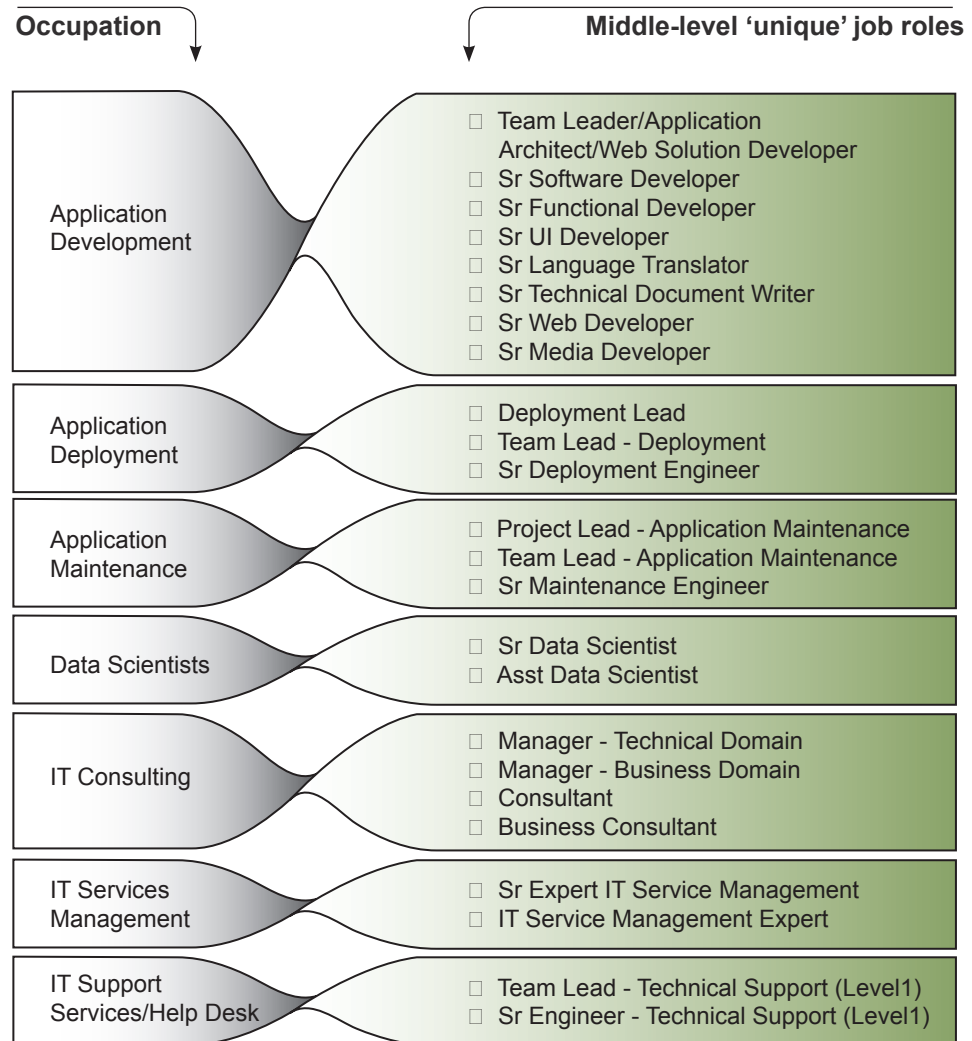 Occupation
Middle-level ‘unique’ job roles
Application
Development
□ Team Leader/Application
Architect/Web Solution Developer
□ Sr Software Developer
□ Sr Functional Developer
□ Sr UI Developer
□ Sr Language Translator
□ Sr Technical Document Writer
□ Sr Web Developer
□ Sr Media Developer
Application
Deployment
□ Deployment Lead
□ Team Lead - Deployment
□ Sr Deployment Engineer
Application
Maintenance
□ Project Lead - Application Maintenance
□ Team Lead - Application Maintenance
□ Sr Maintenance Engineer
Data Scientists
□ Sr Data Scientist
□ Asst Data Scientist
IT Consulting
□ Manager - Technical Domain
□ Manager - Business Domain
□ Consultant
□ Business Consultant
IT Services
Management
□ Sr Expert IT Service Management
□ IT Service Management Expert
IT Support
Services/Help Desk
□ Team Lead - Technical Support (Level1)
□ Sr Engineer - Technical Support (Level1)